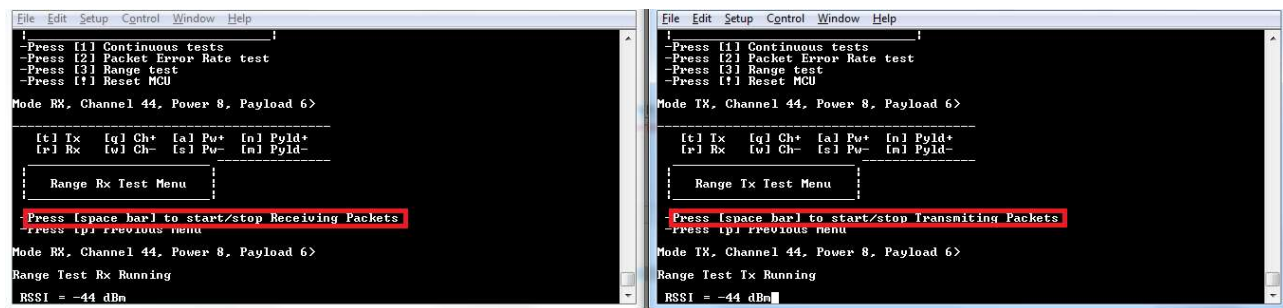 File Edit Setup Control Window Help
-Press [1] Continuous tests
-Press [2] Packet Error Rate test
-Press [3] Range test
-Press [!] Reset MCU
Mode RX, Channel 44, Power 8, Payload 6>
[t] Tx [q] Ch+ [a] Pw+ [n] Pyld+
[r] Rx [w] Ch- [s] Pw- [m] Pyld-
Range Rx Test Menu
-Press [space bar] to start/stop Receiving Packets
-Press [p] Previous menu
Mode RX, Channel 44, Power 8, Payload 6>
Range Test Rx Running
RSSI = -44 dBm
File Edit Setup Control Window Help
-Press [1] Continuous tests
-Press [2] Packet Error Rate test
-Press [3] Range test
-Press [!] Reset MCU
Mode TX, Channel 44, Power 8, Payload 6>
[t] Tx [q] Ch+ [a] Pw+ [n] Pyld+
[r] Rx [w] Ch- [s] Pw- [m] Pyld-
Range Tx Test Menu
-Press [space bar] to start/stop Transmiting Packets
-Press [p] Previous menu
Mode TX, Channel 44, Power 8, Payload 6>
Range Test Tx Running
RSSI = -44 dBm